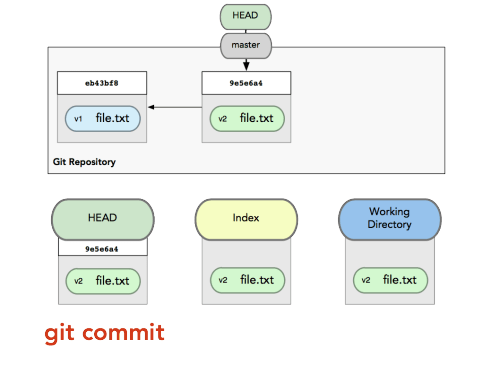 HEAD
master
eb43bf8
9e5e6a4
v1 file.txt
v2 file.txt
Git Repository
HEAD
Index
Working
Directory
9e5e6a4
v2 file.txt
v2 file.txt
v2 file.txt
git commit